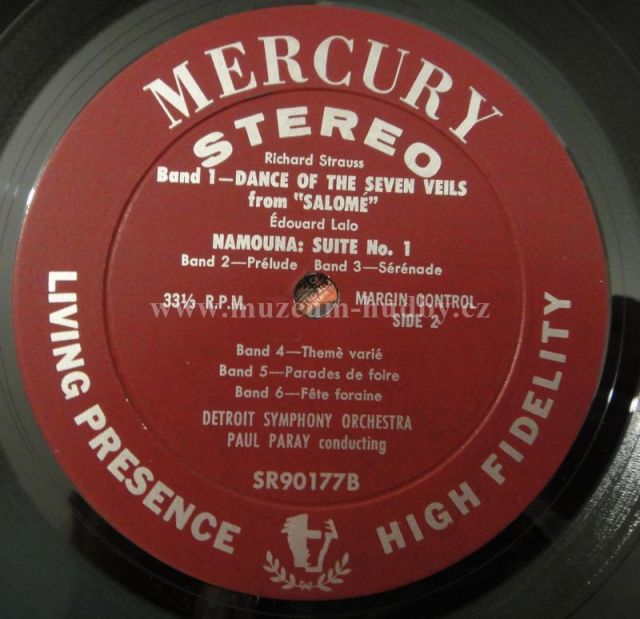 MERCURY
STEREO
Richard Strauss
Band 1—DANCE OF THE SEVEN VEILS
from "SALOMÉ"
Édouard Lalo
NAMOUNA: SUITE No. 1
Band 2—Prélude Band 3—Sérénade
33⅓ R.P.M. MARGIN CONTROL
SIDE 2
www.muzeum-hudby.cz
Band 4—Themè varié
Band 5—Parades de foire
Band 6—Fête foraine
DETROIT SYMPHONY ORCHESTRA
PAUL PARAY conducting
SR90177B
LIVING PRESENCE
HIGH FIDELITY